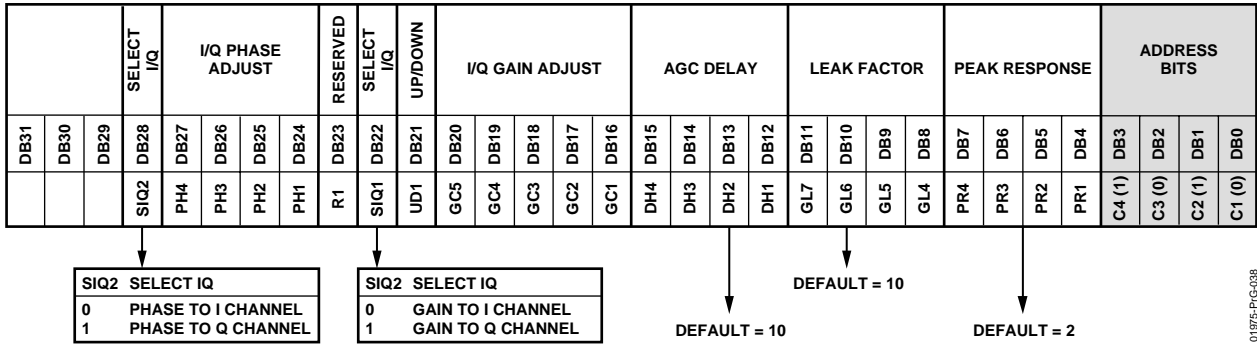 SELECT I/Q
I/Q PHASE ADJUST
RESERVED
SELECT I/Q
UP/DOWN
I/Q GAIN ADJUST
AGC DELAY
LEAK FACTOR
PEAK RESPONSE
ADDRESS BITS
DB31 DB30 DB29 DB28 DB27 DB26 DB25 DB24 DB23 DB22 DB21 DB20 DB19 DB18 DB17 DB16 DB15 DB14 DB13 DB12 DB11 DB10 DB9 DB8 DB7 DB6 DB5 DB4 DB3 DB2 DB1 DB0
SIQ2 PH4 PH3 PH2 PH1 R1 SIQ1 UD1 GC5 GC4 GC3 GC2 GC1 DH4 DH3 DH2 DH1 GL7 GL6 GL5 GL4 PR4 PR3 PR2 PR1 C4 (1) C3 (0) C2 (1) C1 (0)
SIQ2 SELECT IQ
0 PHASE TO I CHANNEL
1 PHASE TO Q CHANNEL
SIQ2 SELECT IQ
0 GAIN TO I CHANNEL
1 GAIN TO Q CHANNEL
DEFAULT = 10
DEFAULT = 10
DEFAULT = 2
01975-PrG-038